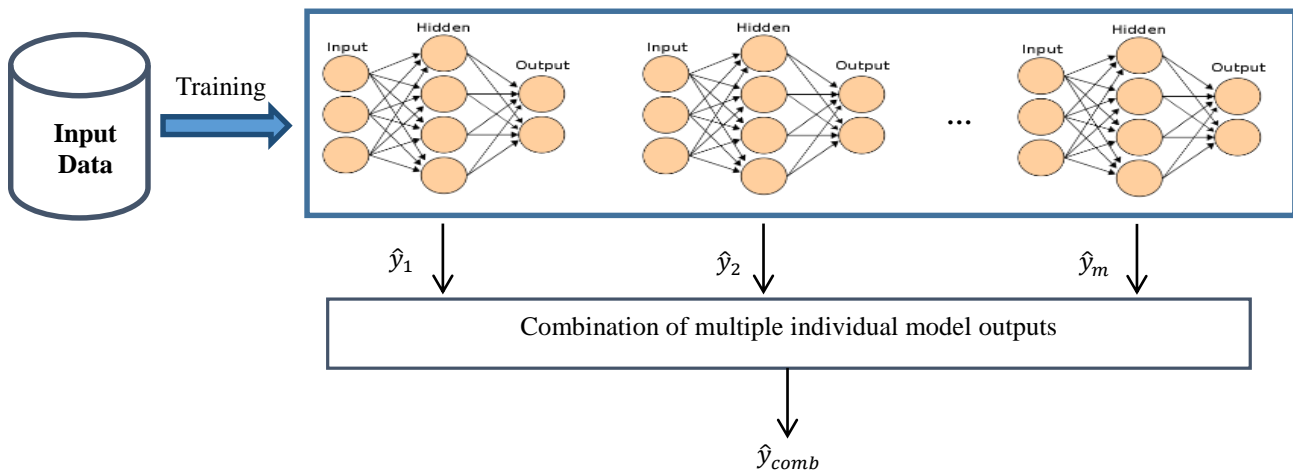 Input
Data
Training
Input
Hidden
Output
Input
Hidden
Output
...
Input
Hidden
Output
ŷ₁
ŷ₂
ŷₘ
Combination of multiple individual model outputs
ŷ_comb